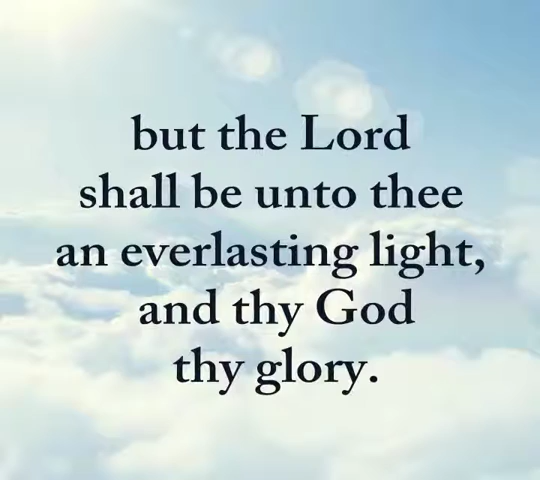 but the Lord
shall be unto thee
an everlasting light,
and thy God
thy glory.